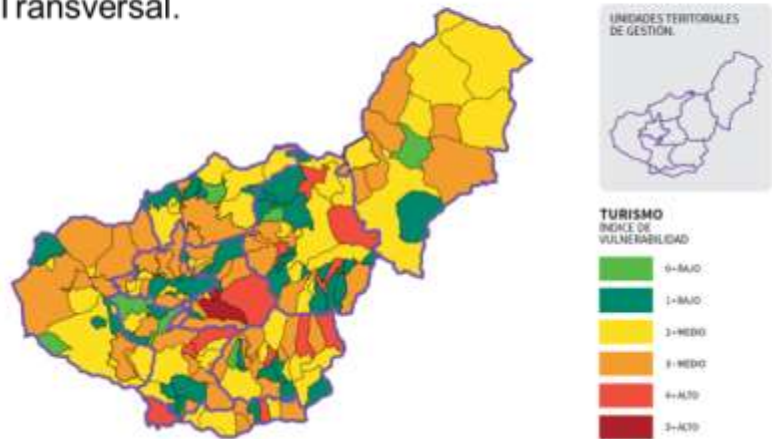 Transversal.
UNIDADES TERRITORIALES
DE GESTIÓN.
TURISMO
ÍNDICE DE
VULNERABILIDAD
0=BAJO
1=BAJO
2=MEDIO
3=MEDIO
4=ALTO
5=ALTO